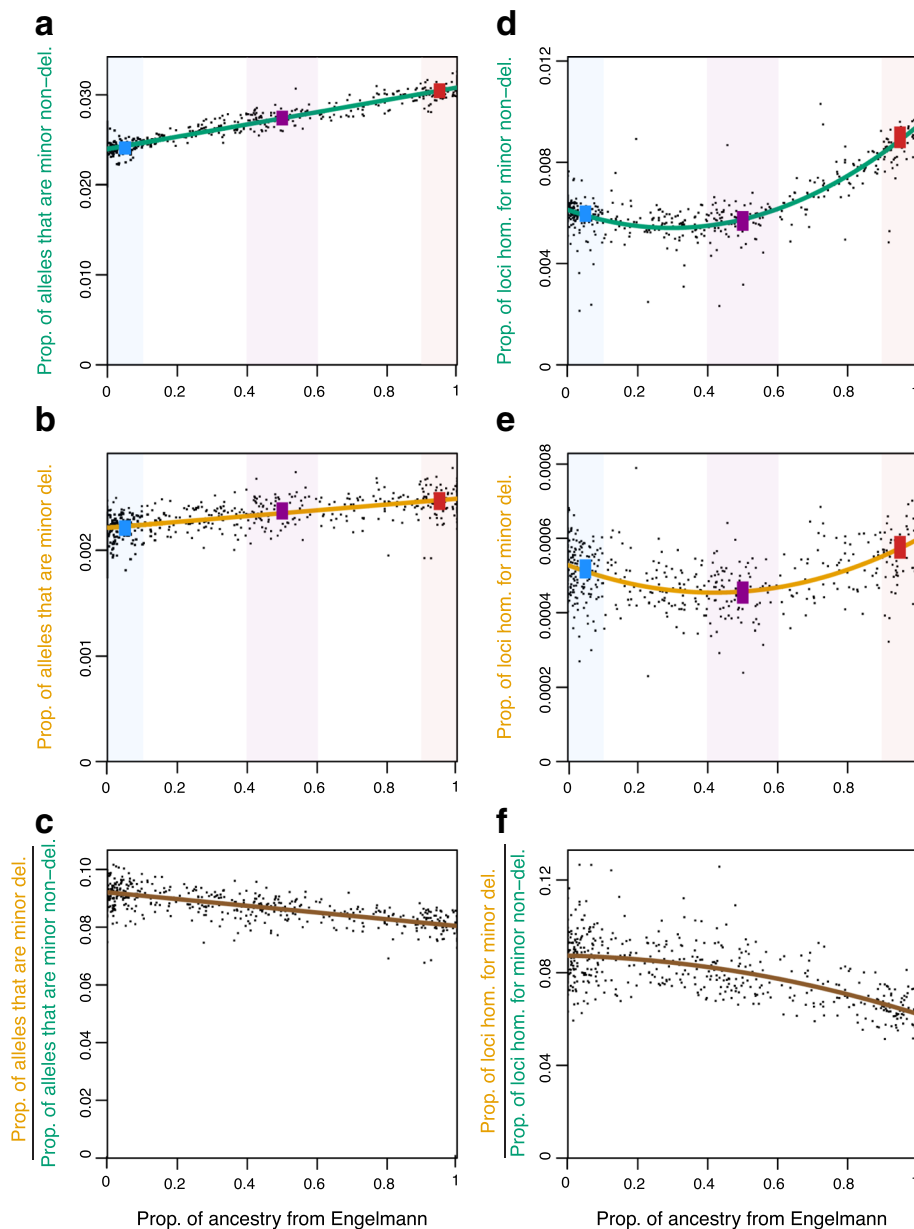 a
Prop. of alleles that are minor non−del.
0
0.010
0.020
0.030
0 0.2 0.4 0.6 0.8 1
d
Prop. of loci hom. for minor non−del.
0
0.004
0.008
0.012
0 0.2 0.4 0.6 0.8 1
b
Prop. of alleles that are minor del.
0
0.001
0.002
0 0.2 0.4 0.6 0.8 1
e
Prop. of loci hom. for minor del.
0
0.0002
0.0004
0.0006
0.0008
0 0.2 0.4 0.6 0.8 1
c
Prop. of alleles that are minor del.
Prop. of alleles that are minor non−del.
0
0.02
0.04
0.06
0.08
0.10
0 0.2 0.4 0.6 0.8 1
Prop. of ancestry from Engelmann
f
Prop. of loci hom. for minor del.
Prop. of loci hom. for minor non−del.
0
0.04
0.08
0.12
0 0.2 0.4 0.6 0.8 1
Prop. of ancestry from Engelmann